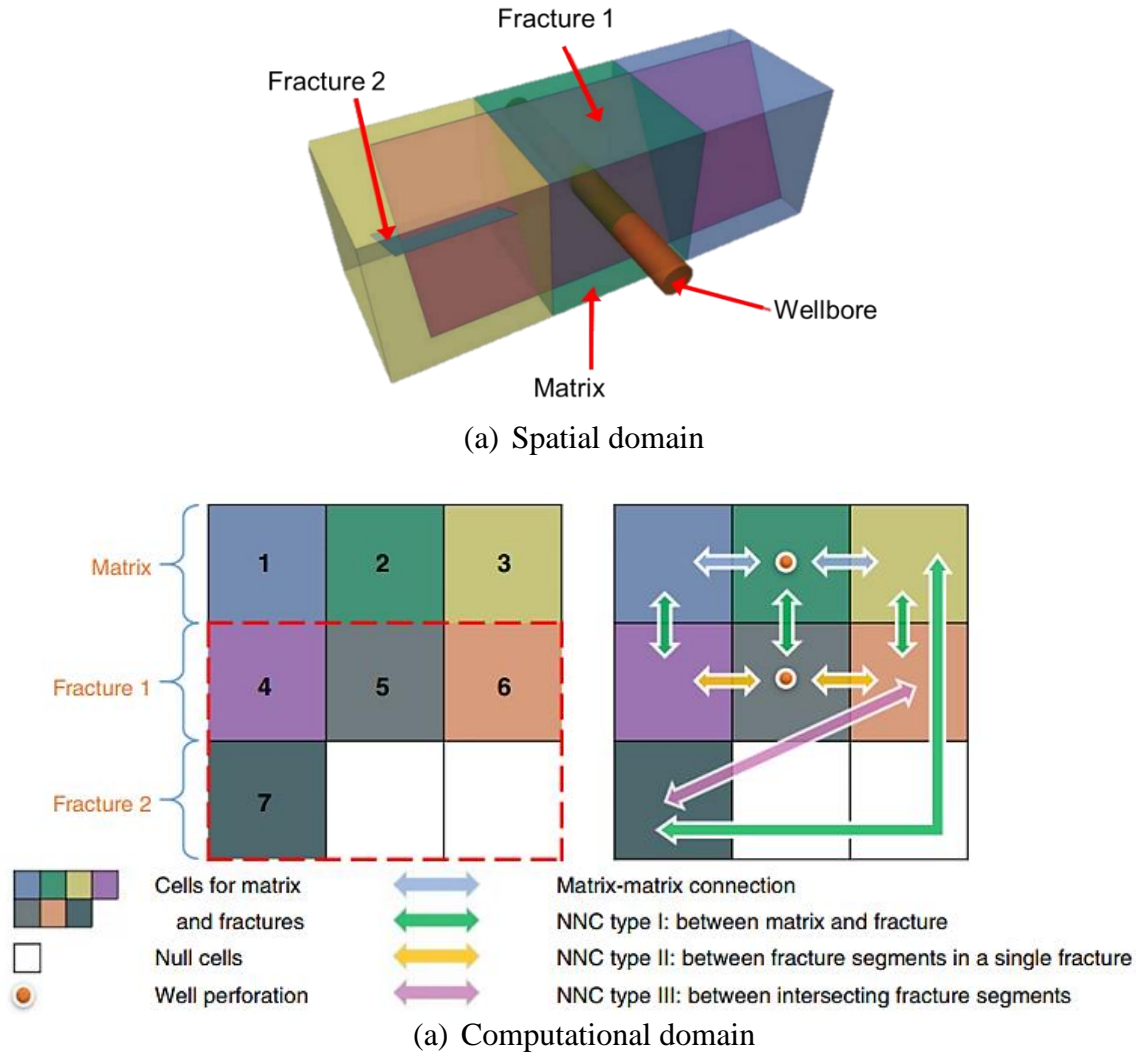 Fracture 1
Fracture 2
Wellbore
Matrix
(a) Spatial domain
Matrix
1 2 3
Fracture 1
4 5 6
Fracture 2
7
Cells for matrix
and fractures
Null cells
Well perforation
Matrix-matrix connection
NNC type I: between matrix and fracture
NNC type II: between fracture segments in a single fracture
NNC type III: between intersecting fracture segments
(a) Computational domain